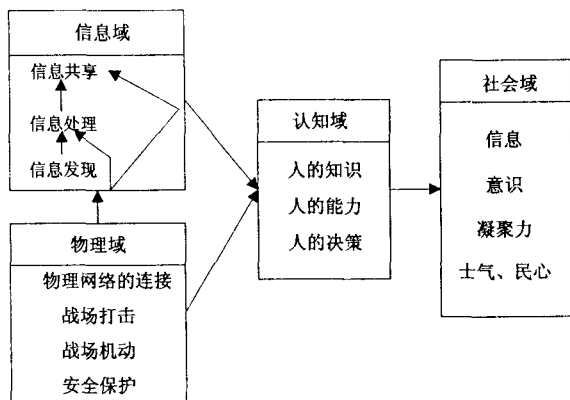 信息域
信息共享
信息处理
信息发现
物理域
物理网络的连接
战场打击
战场机动
安全保护
认知域
人的知识
人的能力
人的决策
社会域
信息
意识
凝聚力
士气、民心